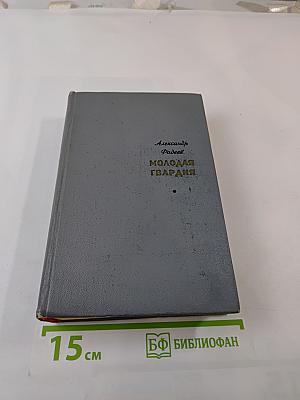 Александр
Фадеев
МОЛОДАЯ
ГВАРДИЯ
15 см
БФ БИБЛИОФАН